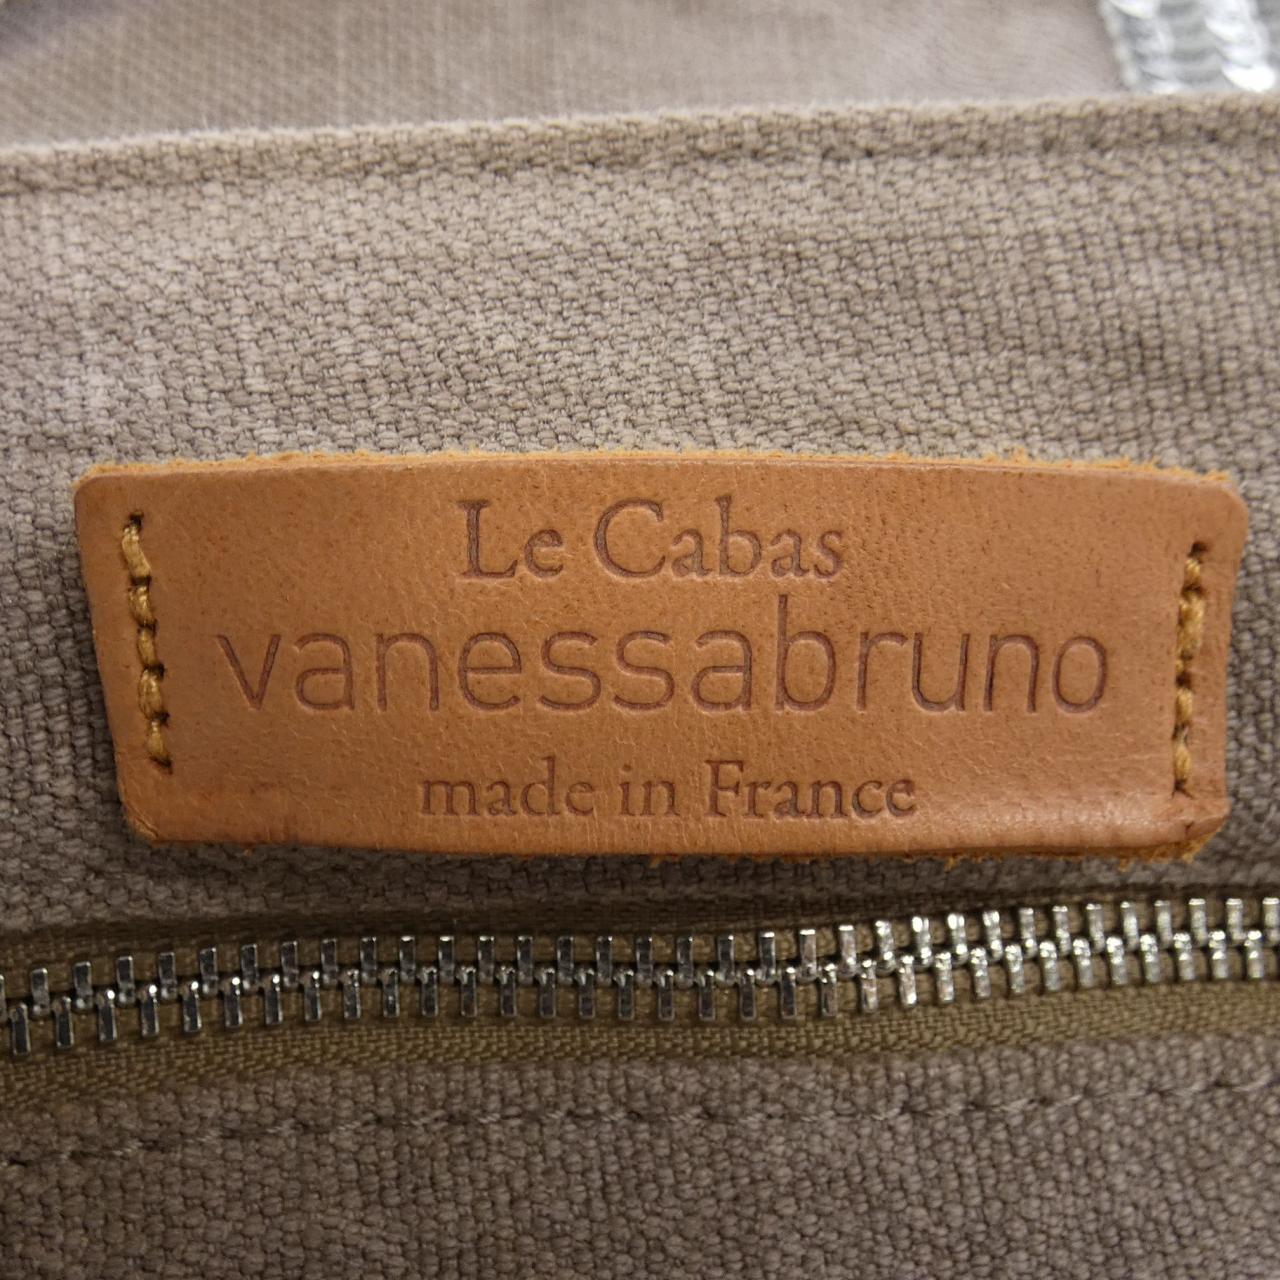 Le Cabas
vanessabruno
made in France